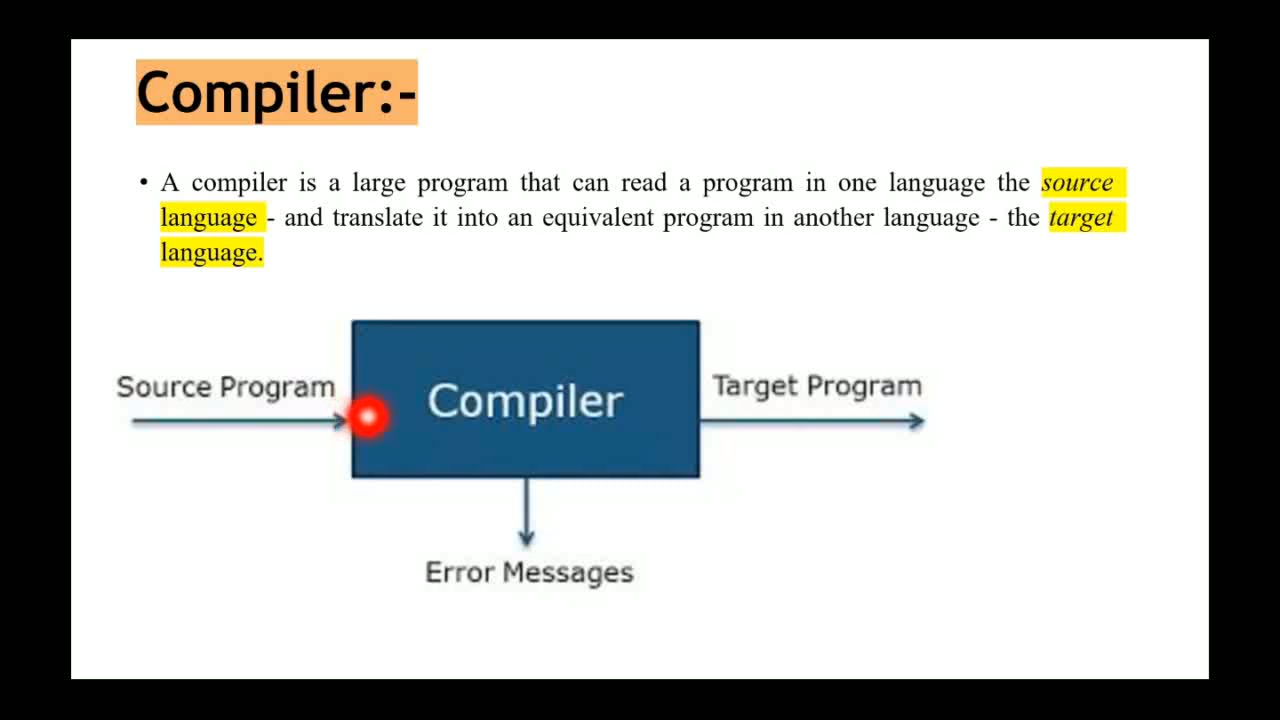 Compiler:-
• A compiler is a large program that can read a program in one language the source
language - and translate it into an equivalent program in another language - the target
language.
Source Program
Compiler
Target Program
Error Messages